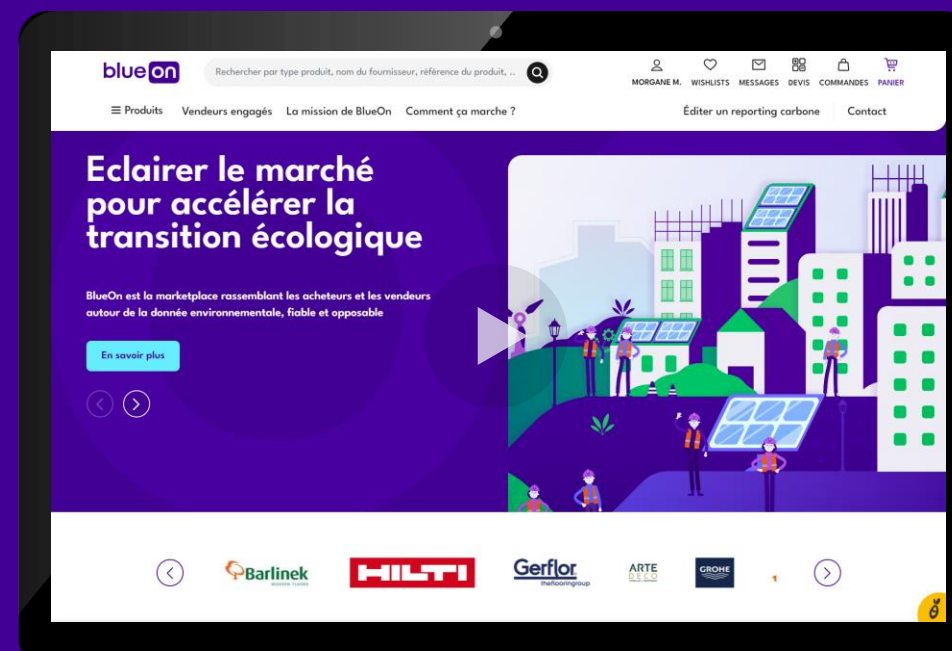 blue on
Rechercher par type produit, nom du fournisseur, référence du produit, ..
MORGANE M. WISHLISTS MESSAGES DEVIS COMMANDES PANIER
Produits Vendeurs engagés La mission de BlueOn Comment ça marche ? Éditer un reporting carbone Contact
Eclairer le marché
pour accélérer la
transition écologique
BlueOn est la marketplace rassemblant les acheteurs et les vendeurs
autour de la donnée environnementale, fiable et opposable
En savoir plus
Barlinek HILTI Gerflor ARTE GROHE
theflooringgroup DECO